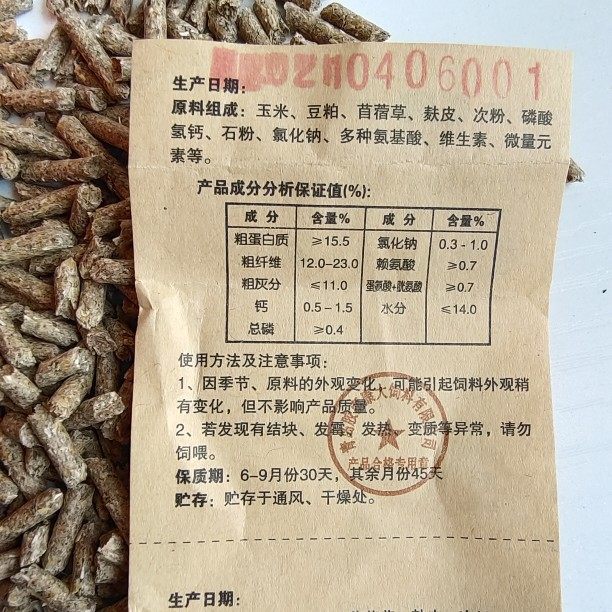 生产日期：
0210406001
原料组成：玉米、豆粕、苜蓿草、麸皮、次粉、磷酸
氢钙、石粉、氯化钠、多种氨基酸、维生素、微量元
素等。
产品成分分析保证值(%)：
成 分 含量% 成 分 含量%
粗蛋白质 ≥15.5 氯化钠 0.3 - 1.0
粗纤维 12.0–23.0 赖氨酸 ≥0.7
粗灰分 ≤11.0 蛋氨酸+胱氨酸 ≥0.7
钙 0.5 – 1.5 水分 ≤14.0
总磷 ≥0.4
使用方法及注意事项：
1、因季节、原料的外观变化，可能引起饲料外观稍
有变化，但不影响产品质量。
2、若发现有结块、发霉、发热、变质等异常，请勿
饲喂。
产品合格专用章
保质期：6–9月份30天，其余月份45天
贮存：贮存于通风、干燥处。
生产日期：